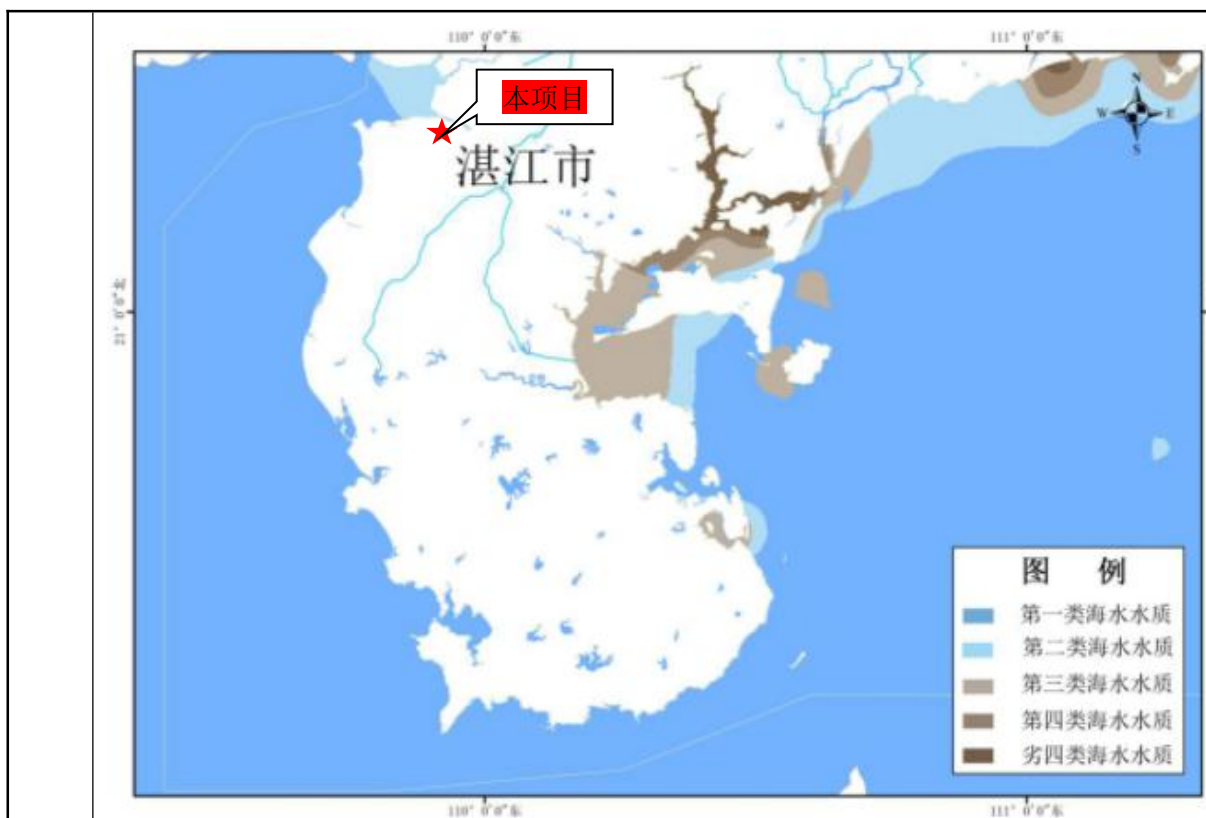 110° 0'0"东
111° 0'0"东
本项目
N
W
E
S
湛江市
21° 0'0"北
图 例
第一类海水水质
第二类海水水质
第三类海水水质
第四类海水水质
劣四类海水水质
110° 0'0"东
111° 0'0"东